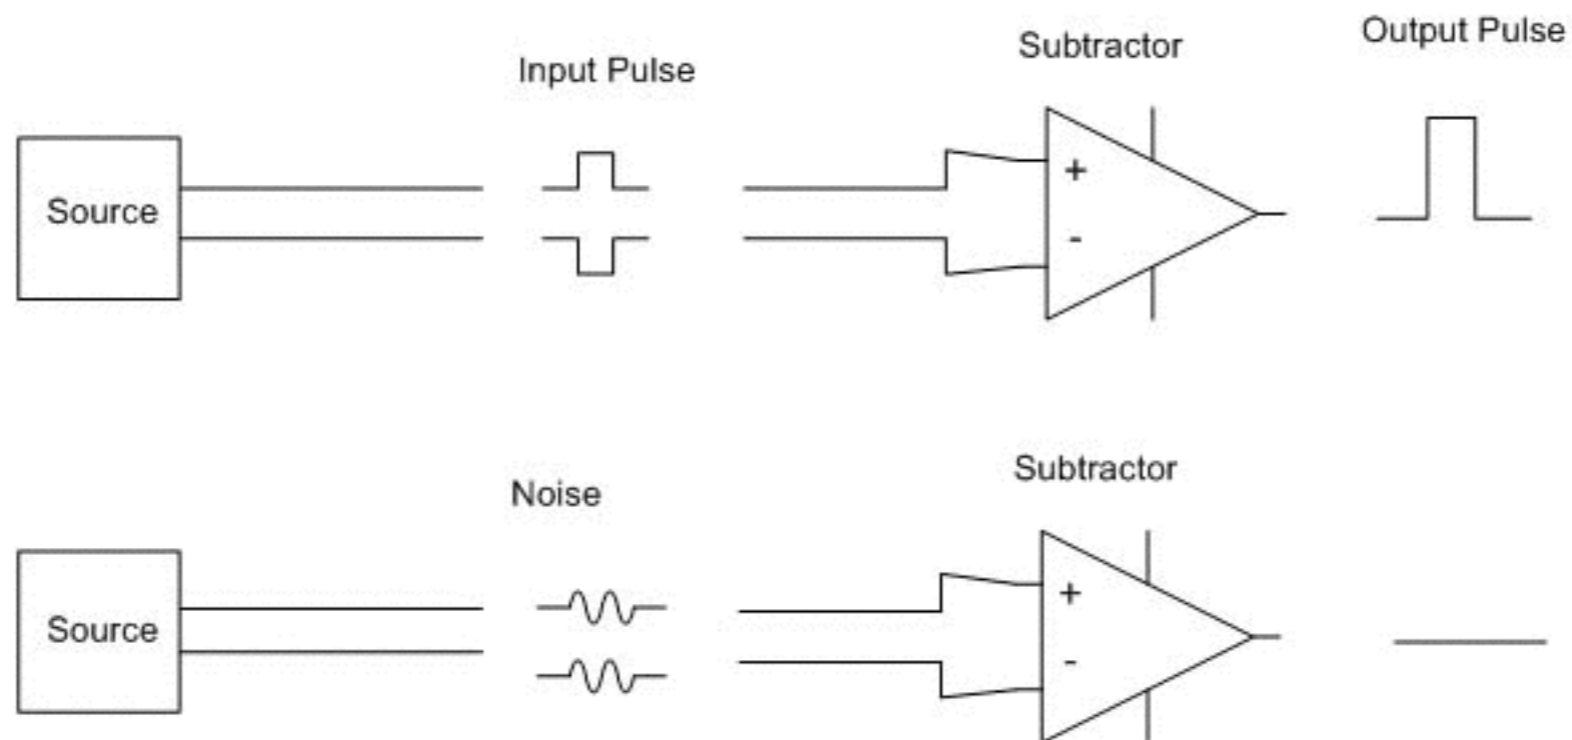 Output Pulse
Subtractor
Input Pulse
Source
+
-
Subtractor
Noise
Source
+
-